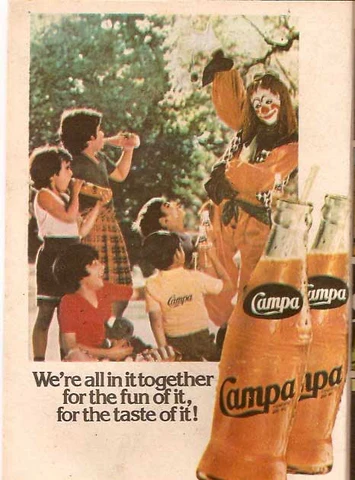 Campa
Campa
Campa
Campa
mpa
We're all in it together
for the fun of it,
for the taste of it!